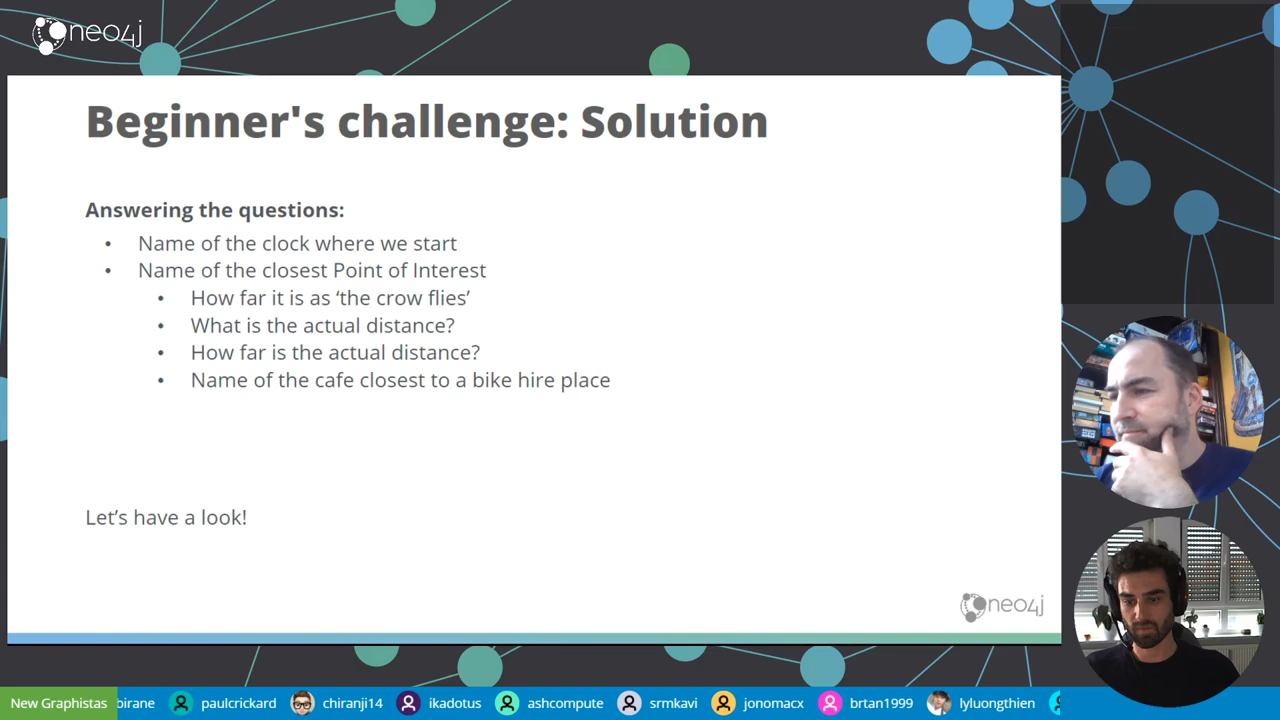 neo4j
Beginner's challenge: Solution
Answering the questions:
• Name of the clock where we start
• Name of the closest Point of Interest
• How far it is as ‘the crow flies’
• What is the actual distance?
• How far is the actual distance?
• Name of the cafe closest to a bike hire place
Let’s have a look!
neo4j
New Graphistas birane paulcrickard chiranji14 ikadotus ashcompute srmkavi jonomacx brtan1999 lyluongthien